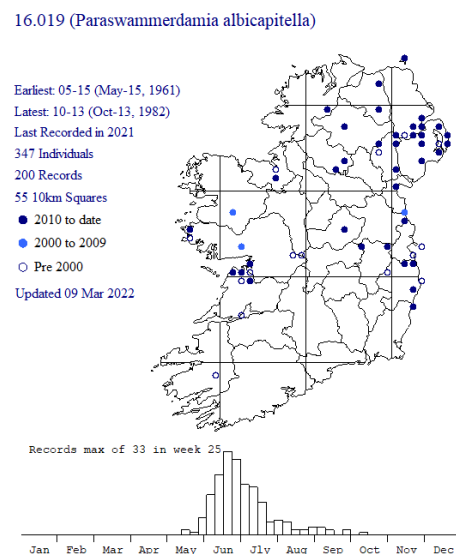 16.019 (Paraswammerdamia albicapitella)
Earliest: 05-15 (May-15, 1961)
Latest: 10-13 (Oct-13, 1982)
Last Recorded in 2021
347 Individuals
200 Records
55 10km Squares
2010 to date
2000 to 2009
Pre 2000
Updated 09 Mar 2022
Records max of 33 in week 25
Jan Feb Mar Apr May Jun Jly Aug Sep Oct Nov Dec